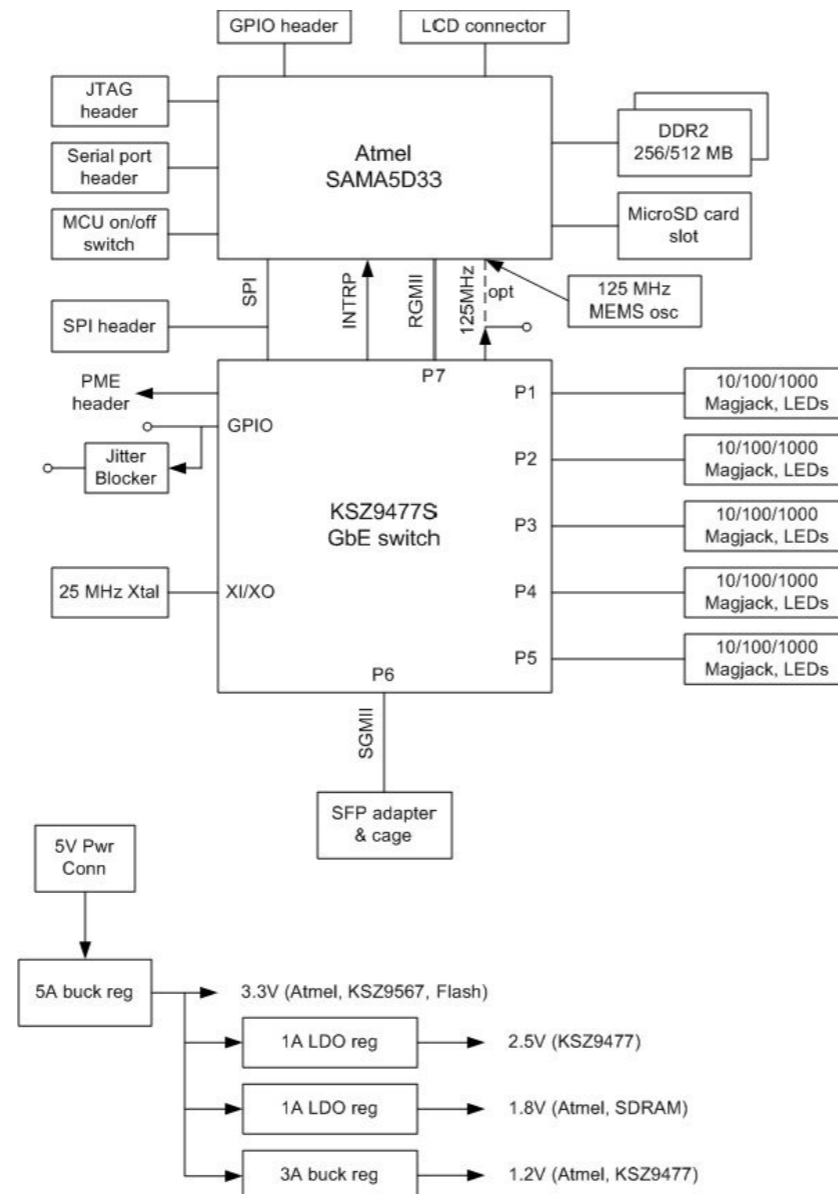 GPIO header
LCD connector
JTAG
header
Serial port
header
MCU on/off
switch
Atmel
SAMA5D33
DDR2
256/512 MB
MicroSD card
slot
SPI
INTRP
RGMII
125MHz
opt
125 MHz
MEMS osc
SPI header
PME
header
P7
GPIO
Jitter
Blocker
KSZ9477S
GbE switch
25 MHz Xtal
XI/XO
P1
10/100/1000
Magjack, LEDs
P2
10/100/1000
Magjack, LEDs
P3
10/100/1000
Magjack, LEDs
P4
10/100/1000
Magjack, LEDs
P5
10/100/1000
Magjack, LEDs
P6
SGMII
SFP adapter
& cage
5V Pwr
Conn
5A buck reg
3.3V (Atmel, KSZ9567, Flash)
1A LDO reg
2.5V (KSZ9477)
1A LDO reg
1.8V (Atmel, SDRAM)
3A buck reg
1.2V (Atmel, KSZ9477)